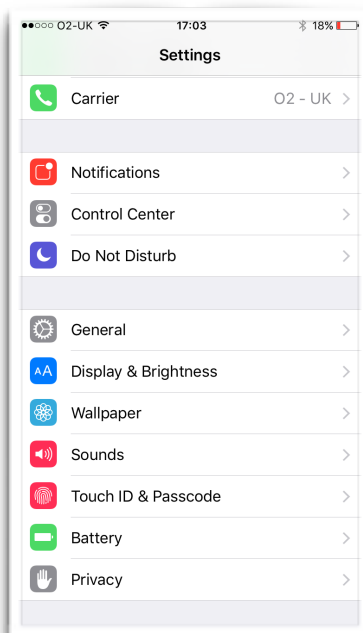 O2-UK 17:03 18%
Settings
Carrier O2 - UK
Notifications
Control Center
Do Not Disturb
General
AA Display & Brightness
Wallpaper
Sounds
Touch ID & Passcode
Battery
Privacy